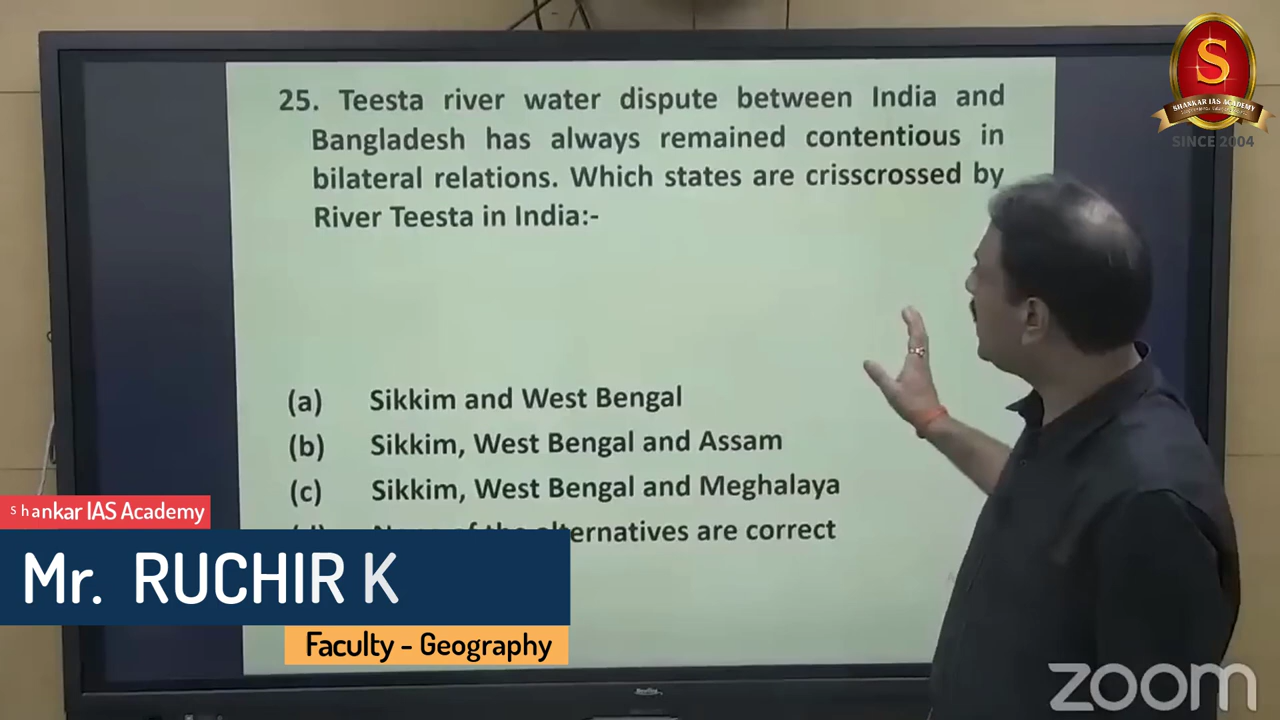 25. Teesta river water dispute between India and
Bangladesh has always remained contentious in
bilateral relations. Which states are crisscrossed by
River Teesta in India:-
(a) Sikkim and West Bengal
(b) Sikkim, West Bengal and Assam
(c) Sikkim, West Bengal and Meghalaya
of the alternatives are correct
Shankar IAS Academy
Mr. RUCHIR K
Faculty - Geography
S
SHANKAR IAS ACADEMY
SINCE 2004
zoom